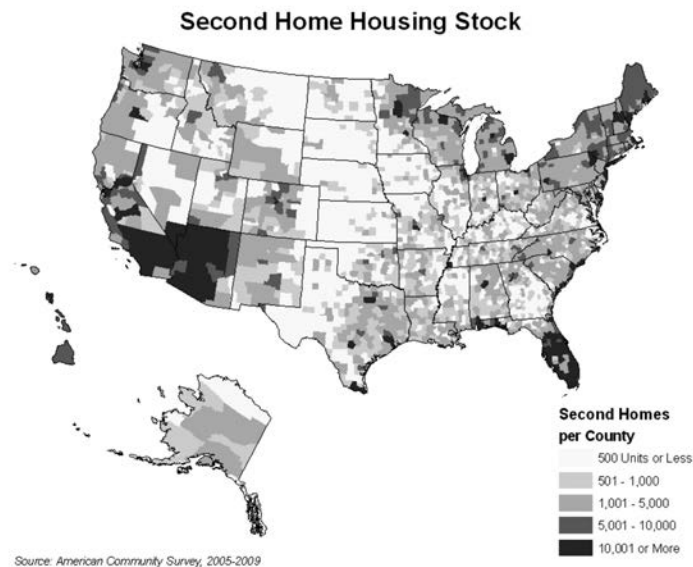 Second Home Housing Stock
Second Homes
per County
500 Units or Less
501 - 1,000
1,001 - 5,000
5,001 - 10,000
10,001 or More
Source: American Community Survey, 2005-2009